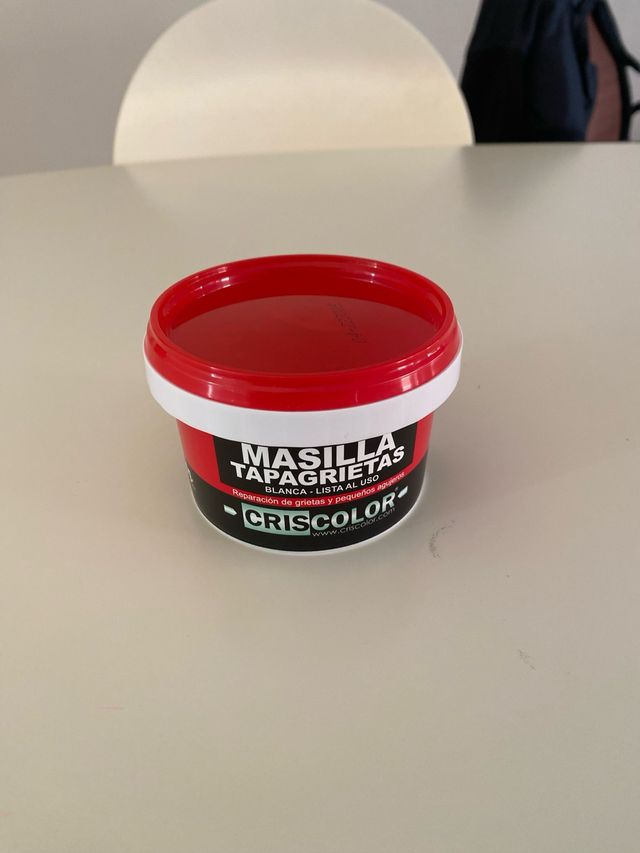 MASILLA
TAPAGRIETAS
BLANCA - LISTA AL USO
Reparación de grietas y pequeños agujeros
CRISCOLOR®
www.criscolor.com